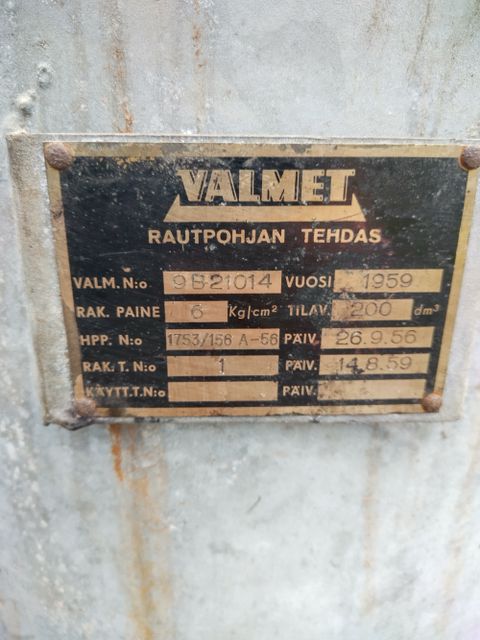 VALMET
RAUTPOHJAN TEHDAS
VALM. N:o 9B21014 VUOSI 1959
RAK. PAINE 6 Kg/cm² TILAV. 200 dm³
HPP. N:o 1753/156 A-56 PÄIV. 26.9.56
RAK. T. N:o 1 PÄIV. 14.8.59
KÄYTT.T.N:o PÄIV.